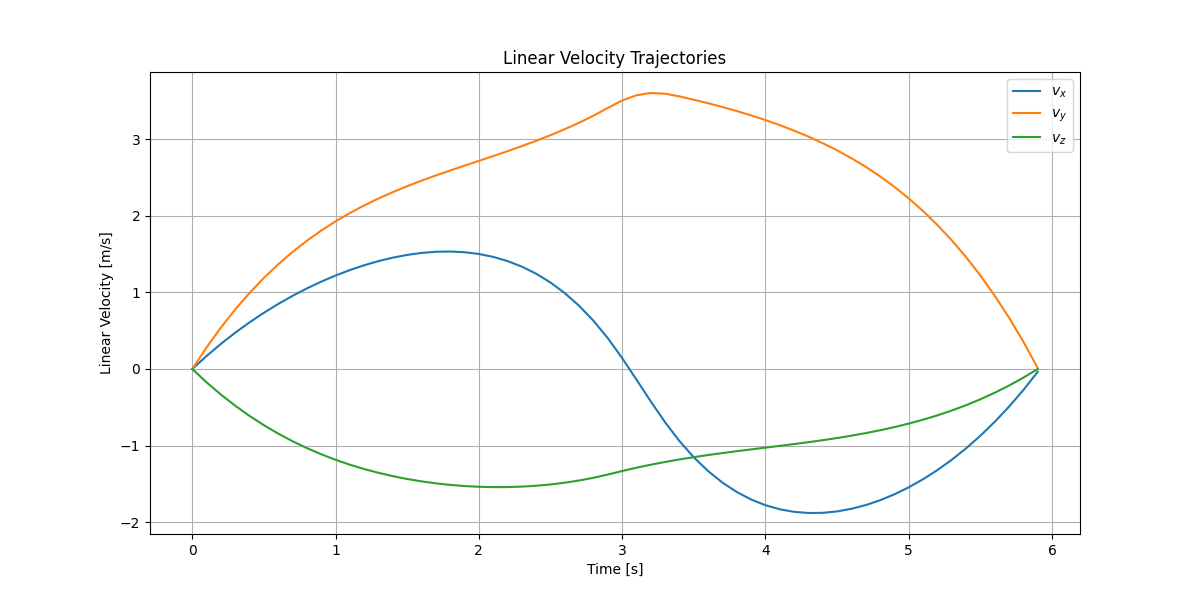 Linear Velocity Trajectories
v_x
v_y
v_z
Linear Velocity [m/s]
3
2
1
0
−1
−2
0 1 2 3 4 5 6
Time [s]